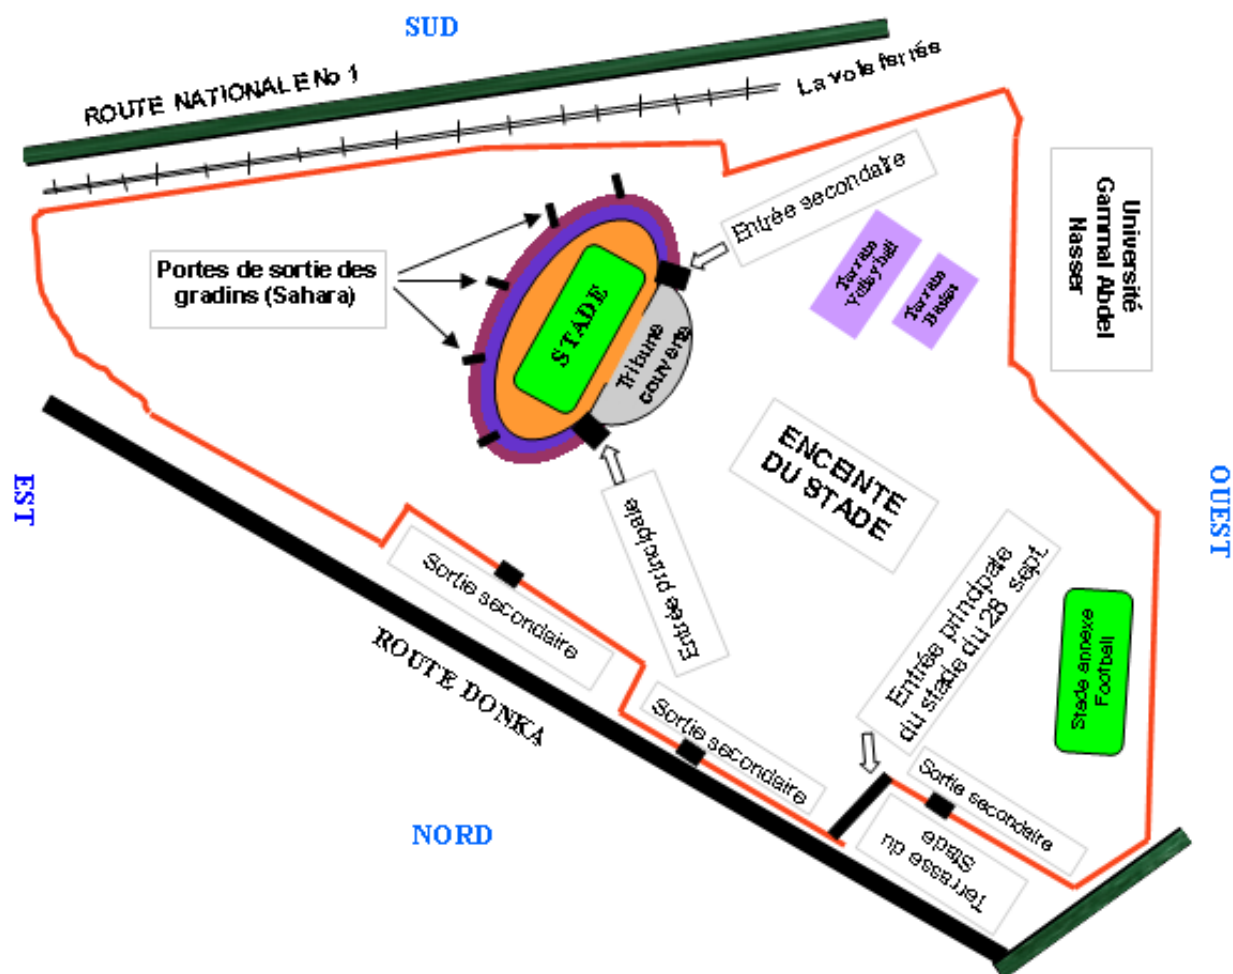 SUD
ROUTE NATIONALE No 1
La voie ferrée
Entrée secondaire
Université
Gammal Abdel
Nasser
Terrain
Volleyball
Terrain
Basket
Portes de sortie des
gradins (Sahara)
STADE
Tribune
couverte
ENCEINTE
DU STADE
EST
OUEST
Entrée principale
Sortie secondaire
Entrée principale
du stade du 28 sept.
Stade annexe
Football
ROUTE DONKA
Sortie secondaire
Sortie secondaire
Terrasse du
Stade
NORD